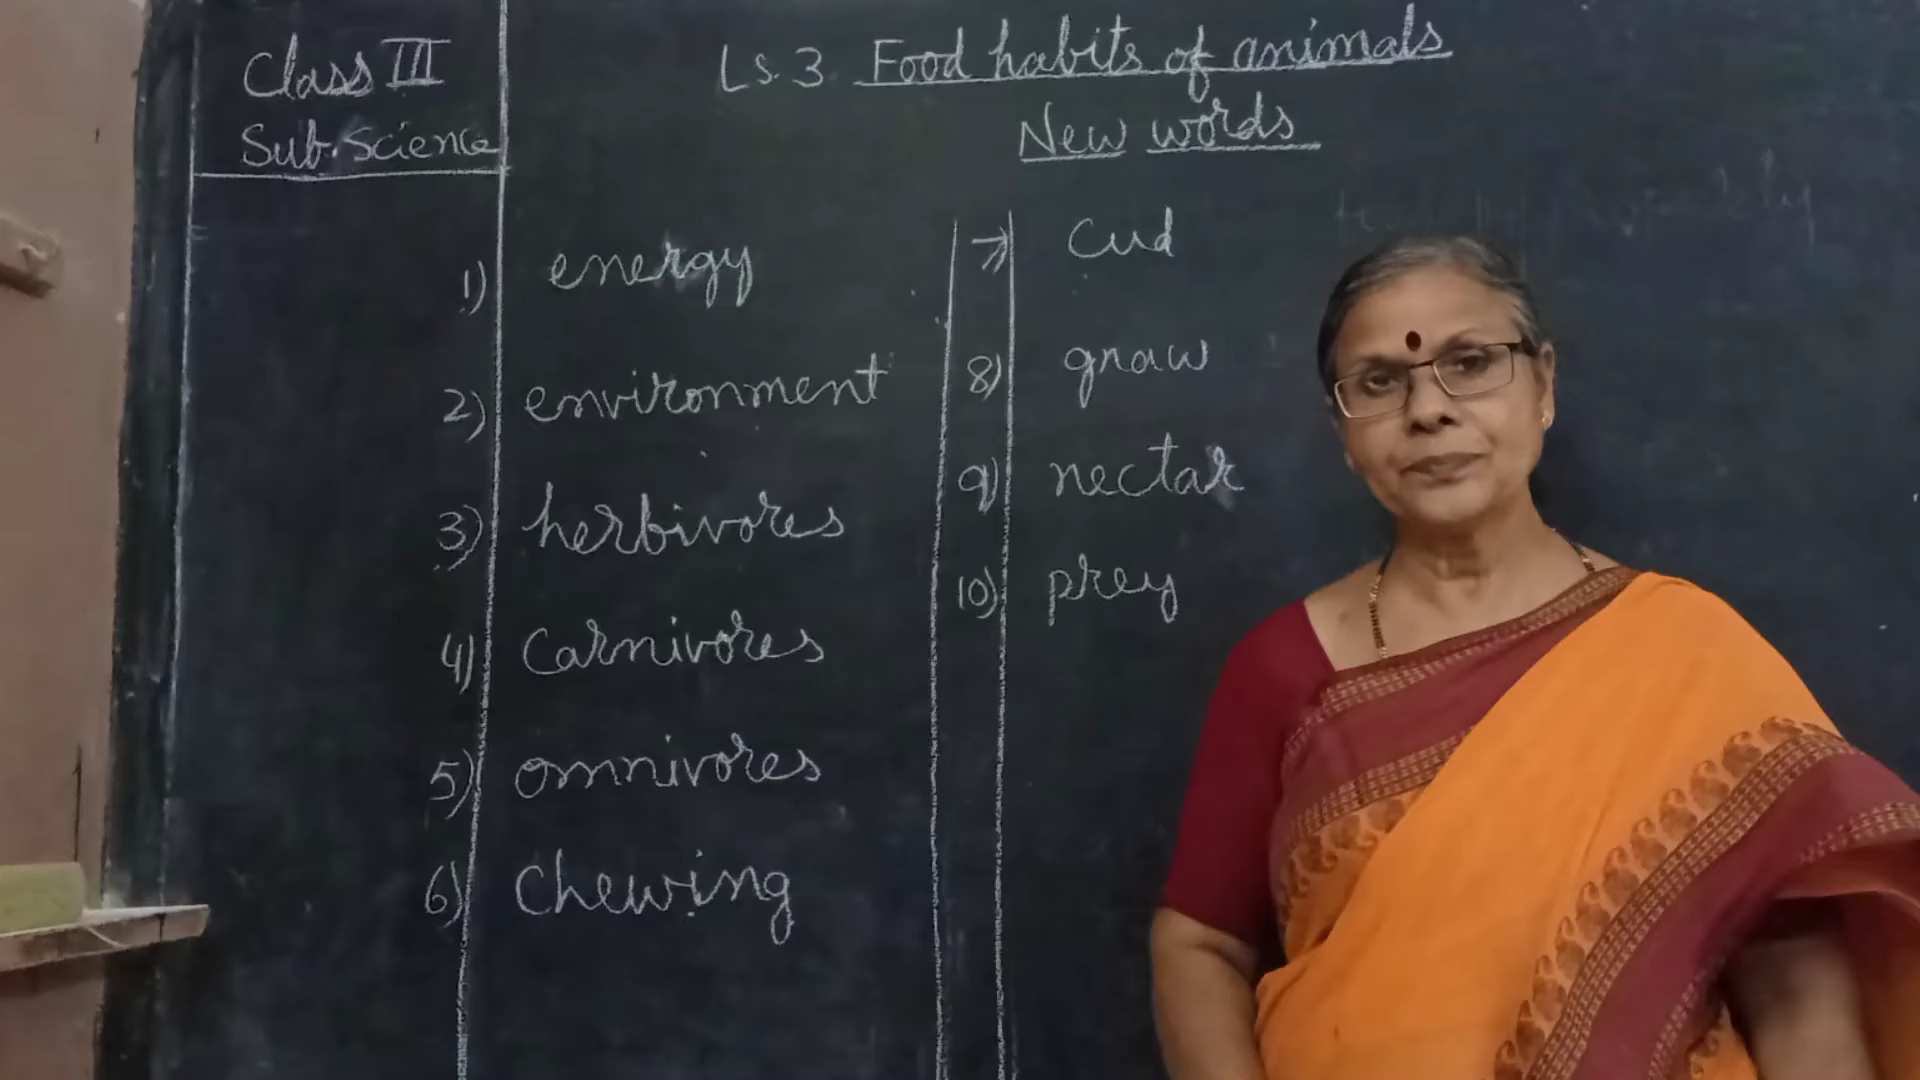 Class III
Sub. Science
Ls. 3 Food habits of animals
New words
1) energy
2) environment
3) herbivores
4) Carnivores
5) omnivores
6) Chewing
7) Cud
8) gnaw
9) nectar
10) prey